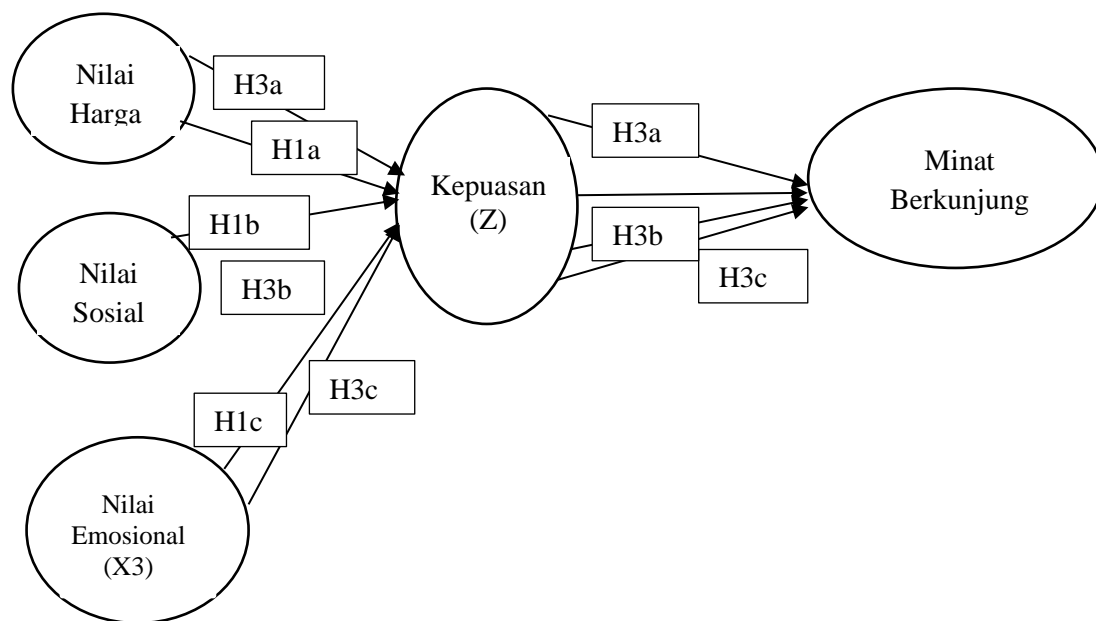 Nilai
Harga
H3a
H1a
H1b
Nilai
Sosial
H3b
H3c
H1c
Nilai
Emosional
(X3)
Kepuasan
(Z)
H3a
H3b
H3c
Minat
Berkunjung